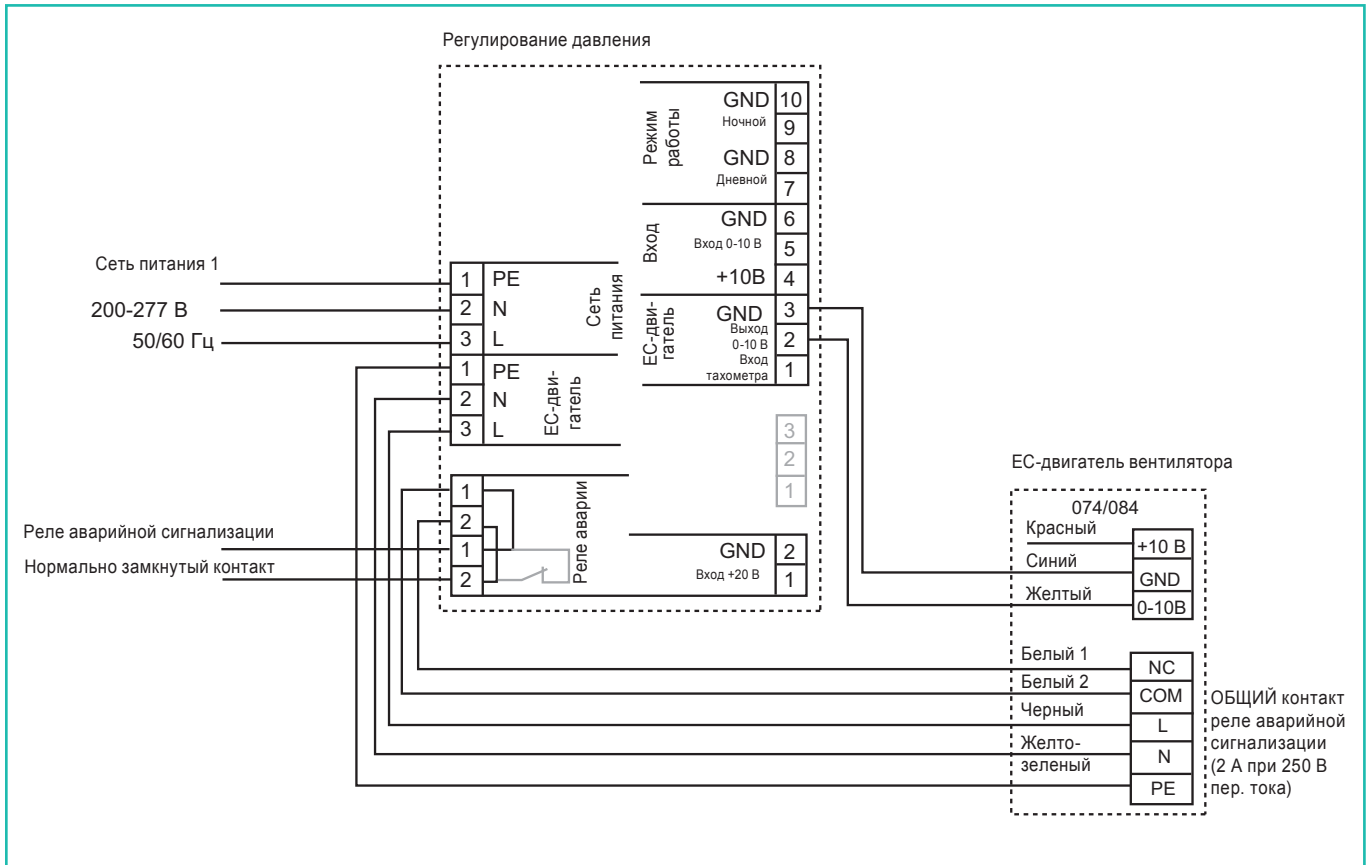 Регулирование давления
Режим
работы
GND 10
Ночной 9
GND 8
Дневной 7
Вход
GND 6
Вход 0-10 В 5
+10В 4
ЕС-дви-
гатель
GND 3
Выход
0-10 В 2
Вход
тахометра 1
Сеть питания 1
200-277 В
50/60 Гц
1 PE
2 N
3 L
Сеть
питания
1 PE
2 N
3 L
ЕС-дви-
гатель
3
2
1
Реле аварийной сигнализации
Нормально замкнутый контакт
1
2
1
2
Реле аварии
GND 2
Вход +20 В 1
ЕС-двигатель вентилятора
074/084
Красный
+10 В
Синий
GND
Желтый
0-10В
Белый 1
NC
Белый 2
COM
Черный
L
Желто-
зеленый
N
PE
ОБЩИЙ контакт
реле аварийной
сигнализации
(2 А при 250 В
пер. тока)